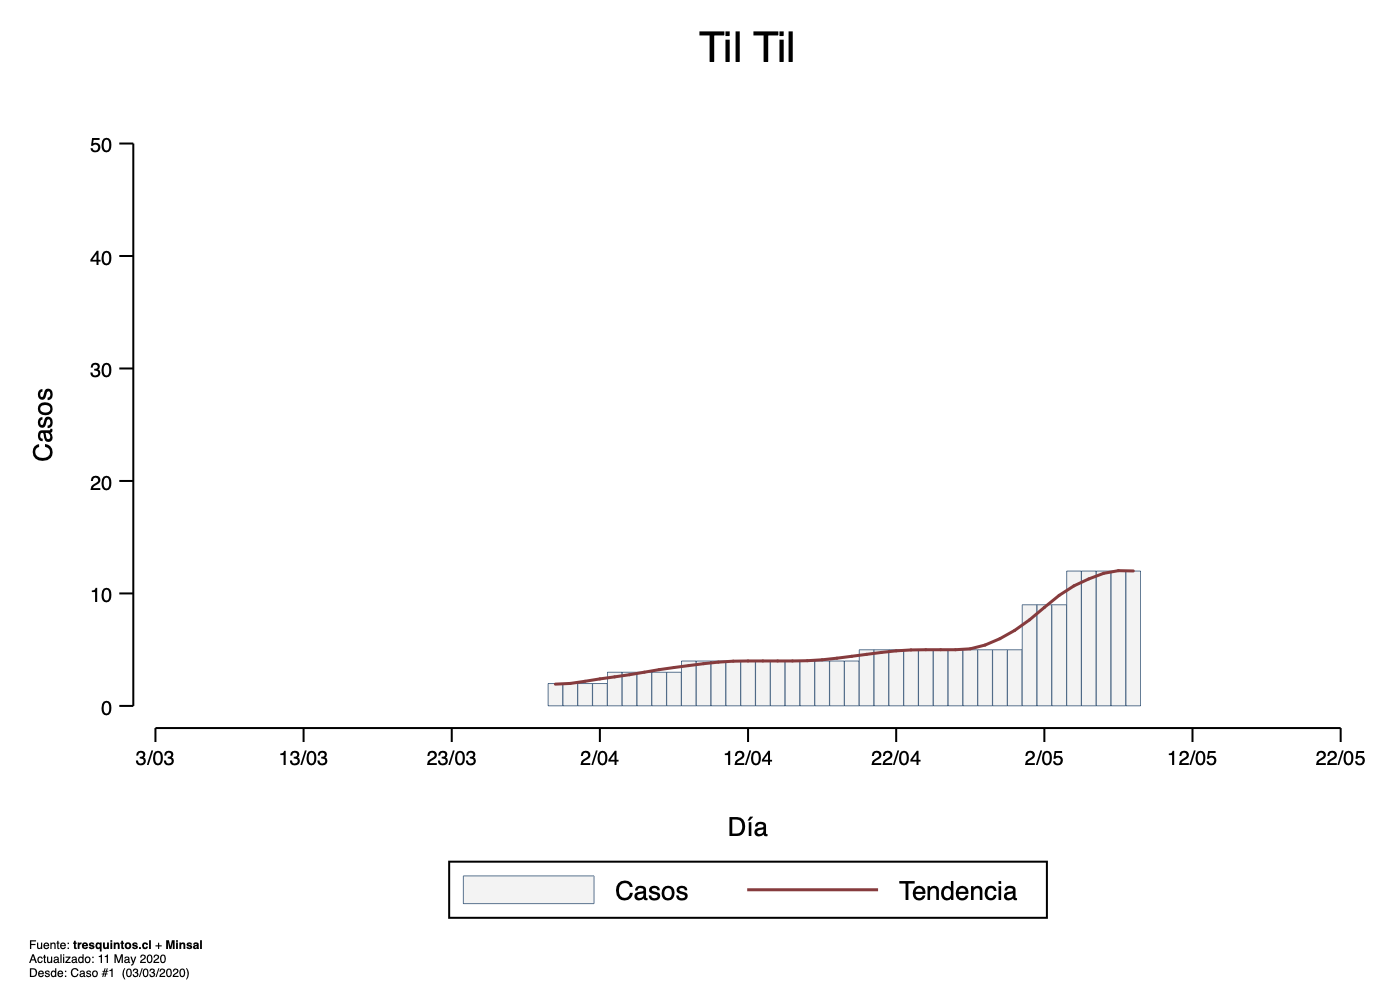 Til Til
50
40
30
20
10
0
Casos
3/03 13/03 23/03 2/04 12/04 22/04 2/05 12/05 22/05
Día
Casos Tendencia
Fuente: tresquintos.cl + Minsal
Actualizado: 11 May 2020
Desde: Caso #1 (03/03/2020)